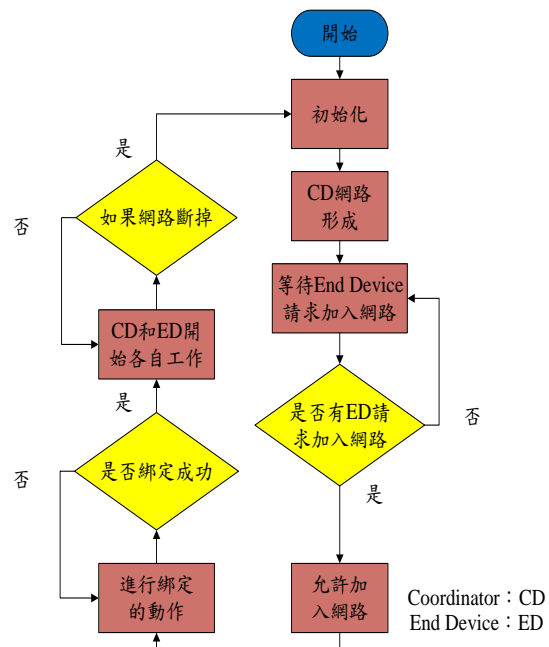 開始
初始化
CD網路
形成
等待End Device
請求加入網路
是否有ED請
求加入網路
否
是
允許加
入網路
進行綁定
的動作
是否綁定成功
否
是
CD和ED開
始各自工作
如果網路斷掉
否
是
Coordinator：CD
End Device：ED